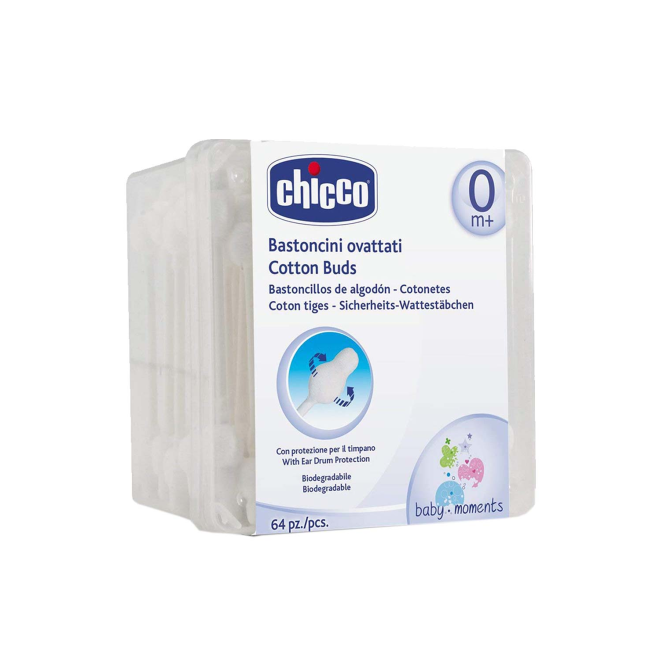 chicco
0
m+
Bastoncini ovattati
Cotton Buds
Bastoncillos de algodón - Cotonetes
Coton tiges - Sicherheits-Wattestäbchen
Con protezione per il timpano
With Ear Drum Protection
Biodegradabile
Biodegradable
64 pz./pcs.
baby • moments